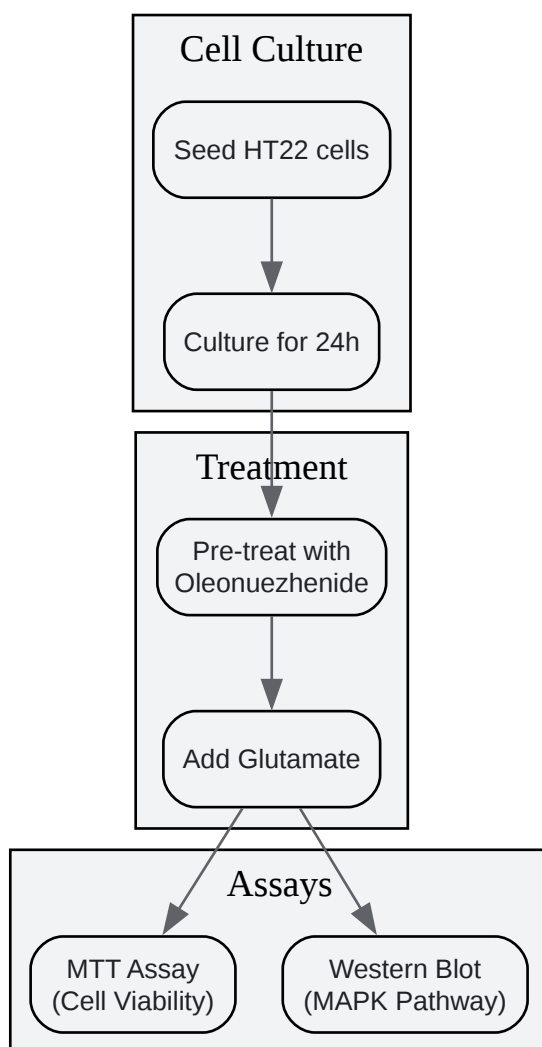 Cell Culture
Seed HT22 cells
Culture for 24h
Treatment
Pre-treat with
Oleonuezhenide
Add Glutamate
Assays
MTT Assay
(Cell Viability)
Western Blot
(MAPK Pathway)